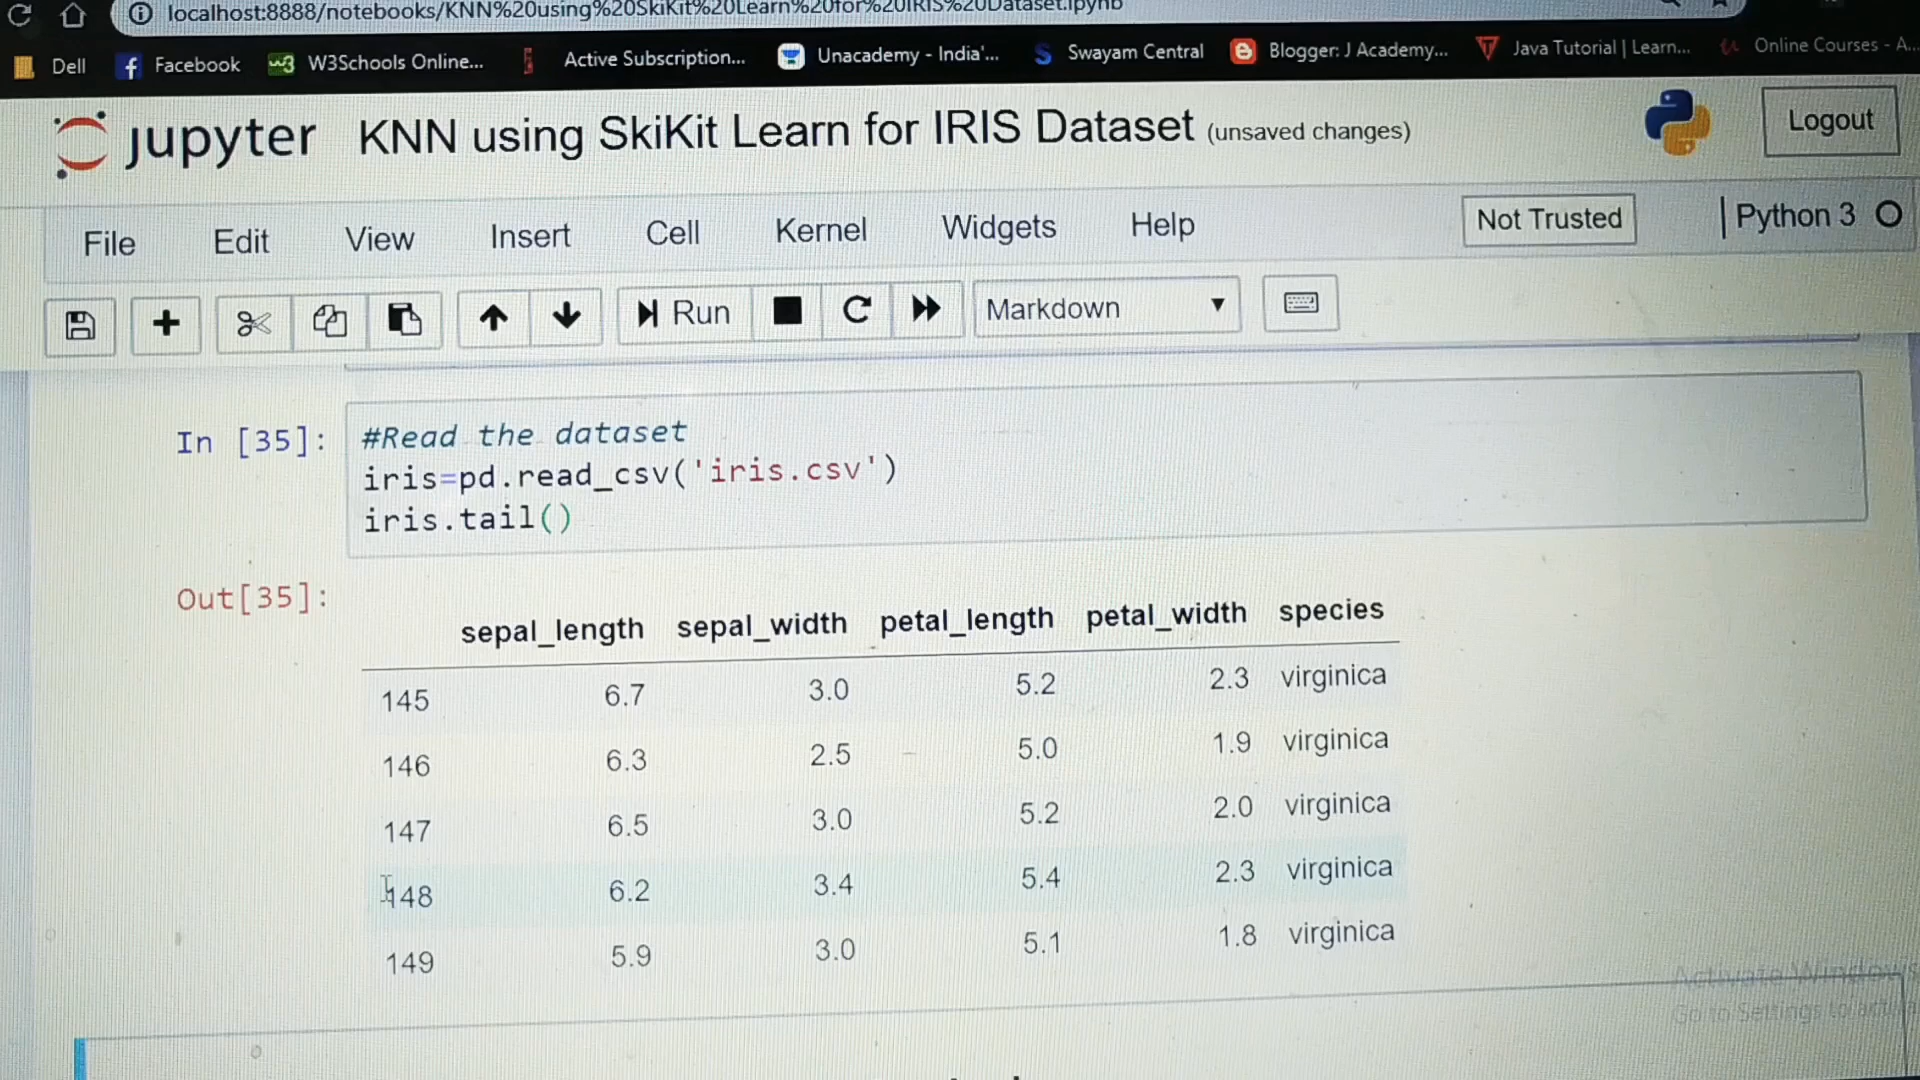 localhost:8888/notebooks/KNN%20using%20SkiKit%20Learn%20for%20IRIS%20Dataset.ipynb
Dell Facebook W3Schools Online... Active Subscription... Unacademy - India'... Swayam Central Blogger: J Academy... Java Tutorial | Learn... Online Courses - A...
jupyter KNN using SkiKit Learn for IRIS Dataset (unsaved changes) Logout
File Edit View Insert Cell Kernel Widgets Help Not Trusted | Python 3
Run Markdown
In [35]: #Read the dataset
iris=pd.read_csv('iris.csv')
iris.tail()
Out[35]:
sepal_length sepal_width petal_length petal_width species
145 6.7 3.0 5.2 2.3 virginica
146 6.3 2.5 5.0 1.9 virginica
147 6.5 3.0 5.2 2.0 virginica
148 6.2 3.4 5.4 2.3 virginica
149 5.9 3.0 5.1 1.8 virginica
Activate Windows
Go to Settings to